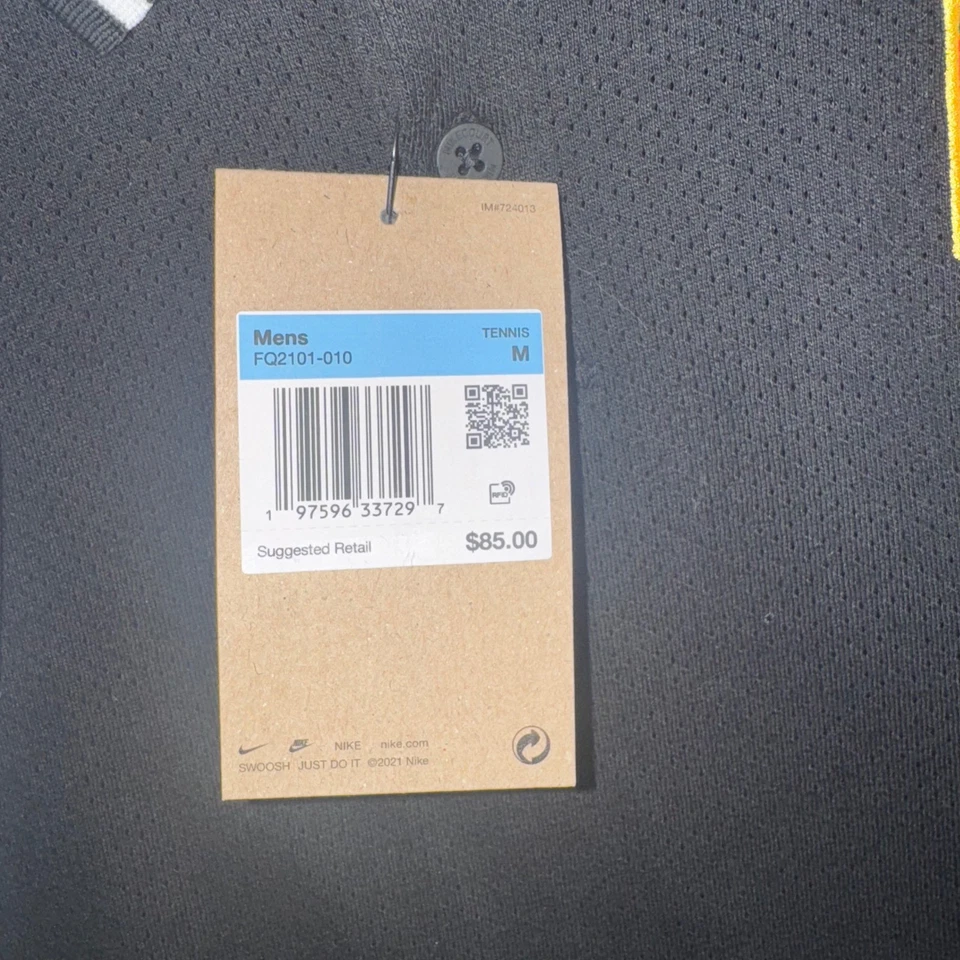 IM#724013
Mens
TENNIS
FQ2101-010
M
RFID
1 97596 33729 7
Suggested Retail
$85.00
NIKE nike.com
SWOOSH JUST DO IT ©2021 Nike